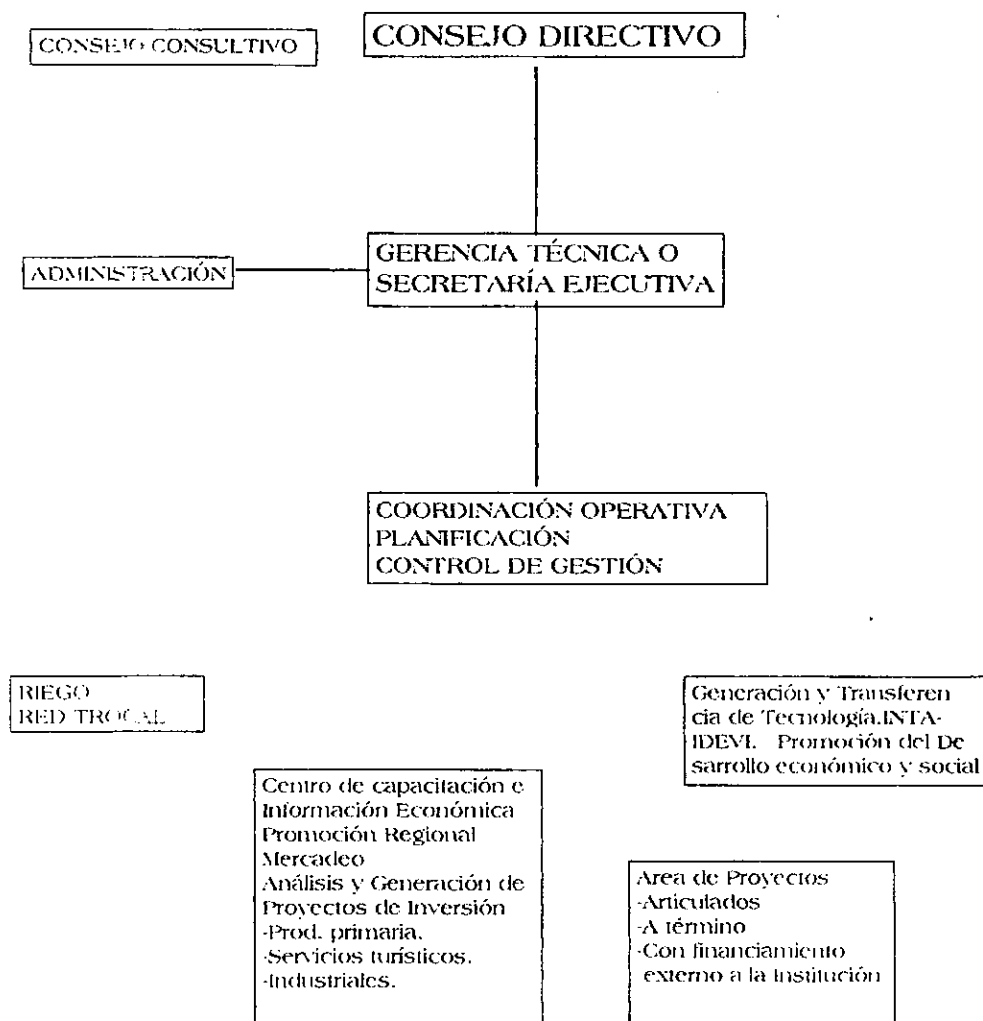 CONSEJO CONSULTIVO
CONSEJO DIRECTIVO
ADMINISTRACIÓN
GERENCIA TÉCNICA O
SECRETARÍA EJECUTIVA
COORDINACIÓN OPERATIVA
PLANIFICACIÓN
CONTROL DE GESTIÓN
RIEGO
RED TROCAL
Generación y Transferen
cia de Tecnología.INTA-
IDEVI. Promoción del De
sarrollo económico y social
Centro de capacitación e
Información Económica
Promoción Regional
Mercadeo
Análisis y Generación de
Proyectos de Inversión
-Prod. primaria.
-Servicios turísticos.
-Industriales.
Area de Proyectos
-Articulados
-A término
-Con financiamiento
externo a la Institución